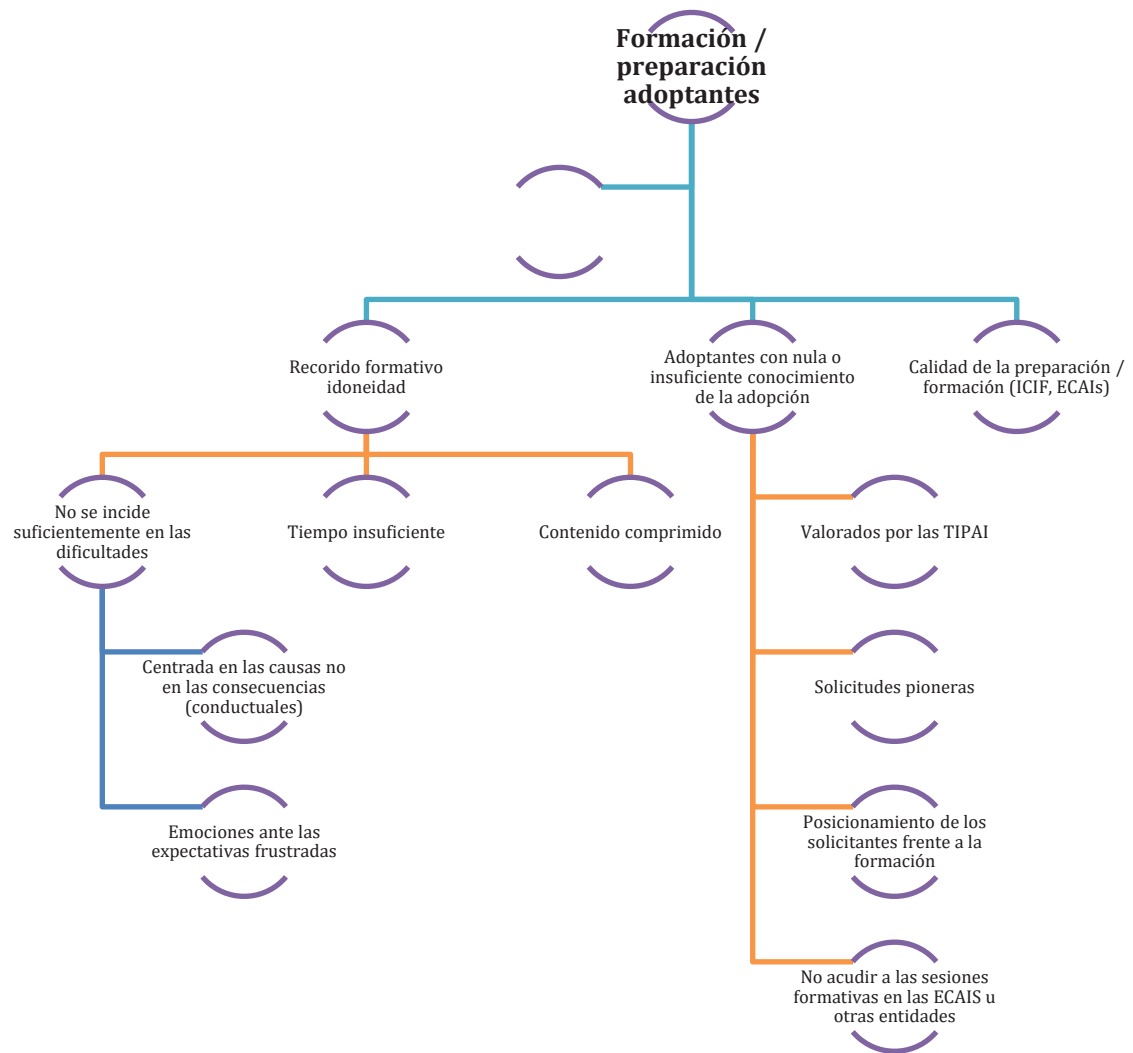 Formación /
preparación
adoptantes
Recorido formativo
idoneidad
Adoptantes con nula o
insuficiente conocimiento
de la adopción
Calidad de la preparación /
formación (ICIF, ECAIs)
No se incide
suficientemente en las
dificultades
Tiempo insuficiente
Contenido comprimido
Valorados por las TIPAI
Centrada en las causas no
en las consecuencias
(conductuales)
Solicitudes pioneras
Emociones ante las
expectativas frustradas
Posicionamiento de los
solicitantes frente a la
formación
No acudir a las sesiones
formativas en las ECAIS u
otras entidades